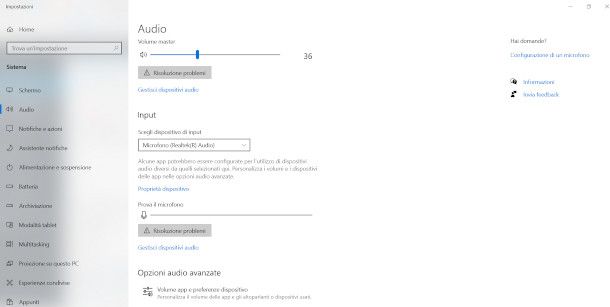 Impostazioni
Home
Trova un'impostazione
Sistema
Schermo
Audio
Notifiche e azioni
Assistente notifiche
Alimentazione e sospensione
Batteria
Archiviazione
Modalità tablet
Multitasking
Proiezione su questo PC
Esperienze condivise
Appunti
Audio
Volume master
36
Risoluzione problemi
Gestisci dispositivi audio
Input
Scegli dispositivo di input
Microfono (Realtek(R) Audio)
Alcune app potrebbero essere configurate per l'utilizzo di dispositivi
audio diversi da quelli selezionati qui. Personalizza i volumi e i dispositivi
delle app nelle opzioni audio avanzate.
Proprietà dispositivo
Prova il microfono
Risoluzione problemi
Gestisci dispositivi audio
Opzioni audio avanzate
Volume app e preferenze dispositivo
Personalizza il volume delle app e gli altoparlanti o dispositivi usati.
Hai domande?
Configurazione di un microfono
Informazioni
Invia feedback